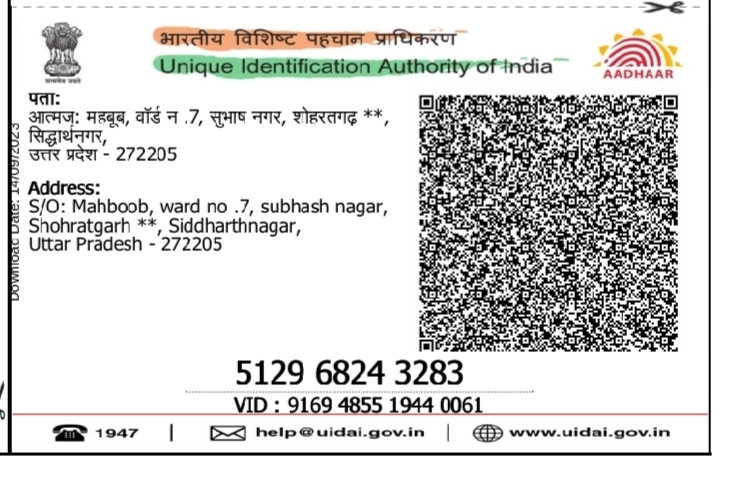 भारतीय विशिष्ट पहचान प्राधिकरण
Unique Identification Authority of India
सत्यमेव जयते
AADHAAR
Download Date: 14/09/2023
पता:
आत्मज: महबूब, वॉर्ड न .7, सुभाष नगर, शोहरतगढ़ **,
सिद्धार्थनगर,
उत्तर प्रदेश - 272205
Address:
S/O: Mahboob, ward no .7, subhash nagar,
Shohratgarh **, Siddharthnagar,
Uttar Pradesh - 272205
5129 6824 3283
VID : 9169 4855 1944 0061
1947 | help@uidai.gov.in | www.uidai.gov.in